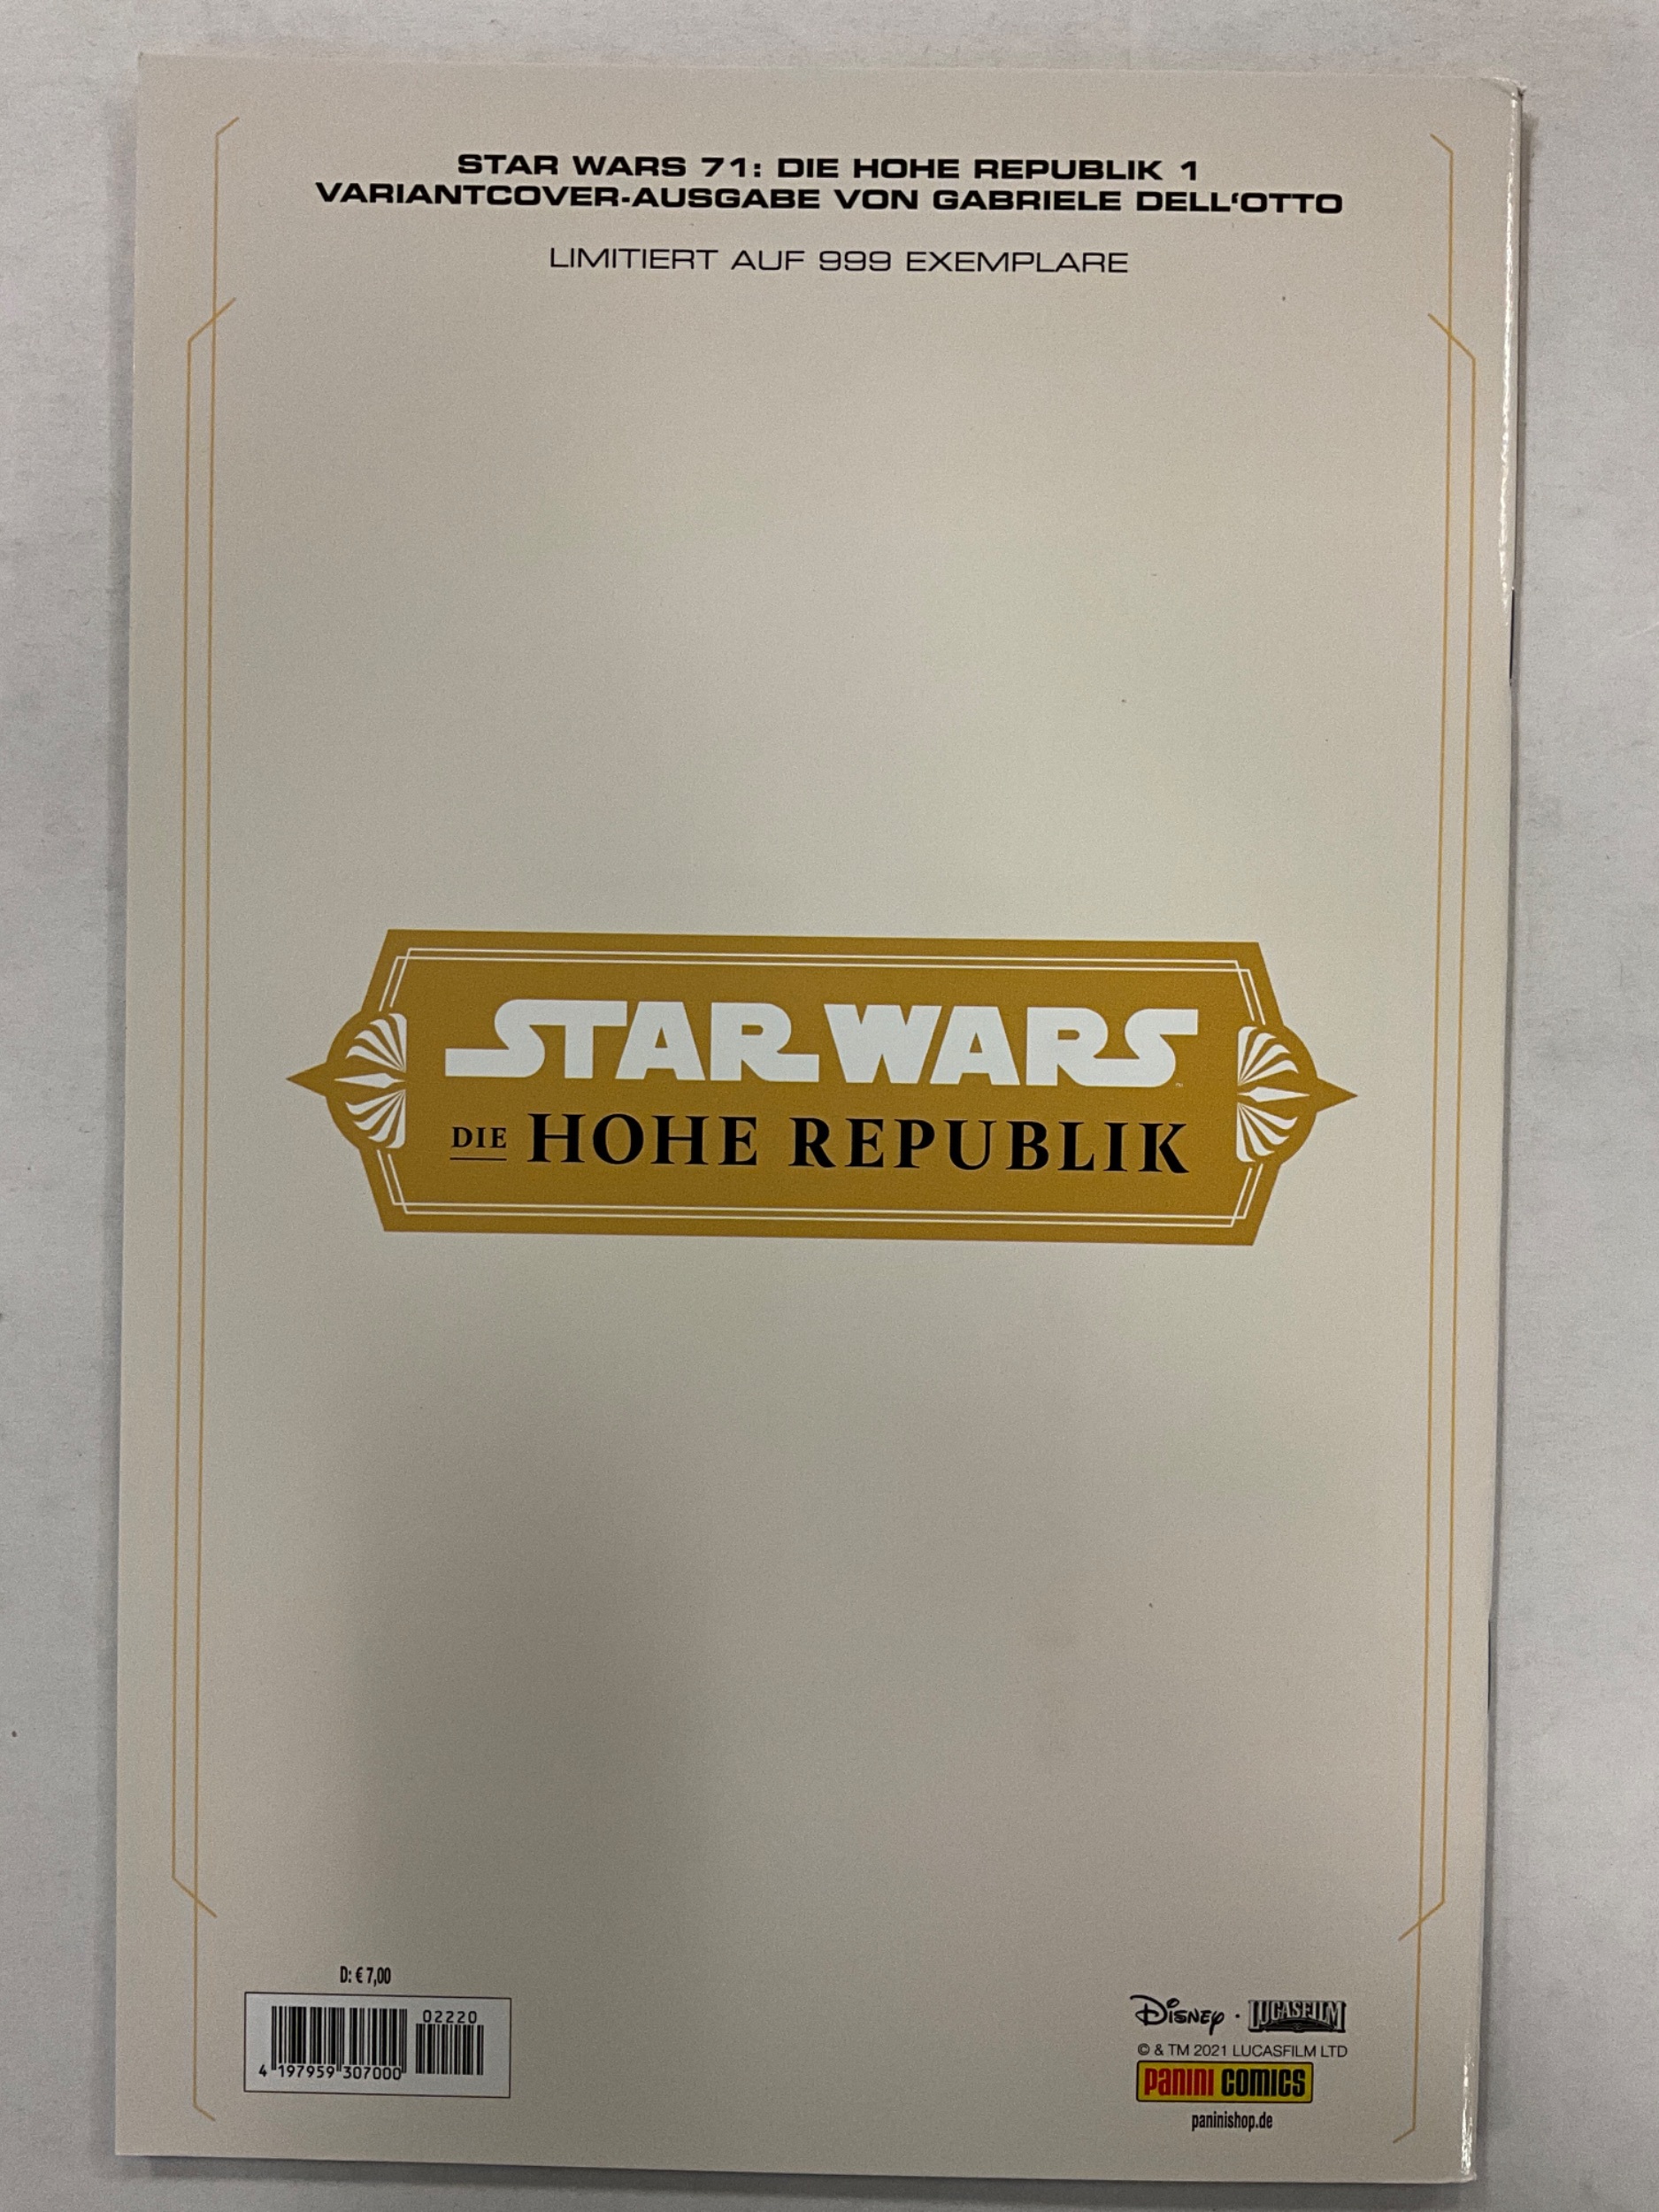 STAR WARS 71: DIE HOHE REPUBLIK 1
VARIANTCOVER-AUSGABE VON GABRIELE DELL‘OTTO
LIMITIERT AUF 999 EXEMPLARE
STAR WARS™
DIE HOHE REPUBLIK
D: € 7,00
02220
4 197959 307000
DISNEY · LUCASFILM
© & TM 2021 LUCASFILM LTD
PANINI COMICS
paninishop.de